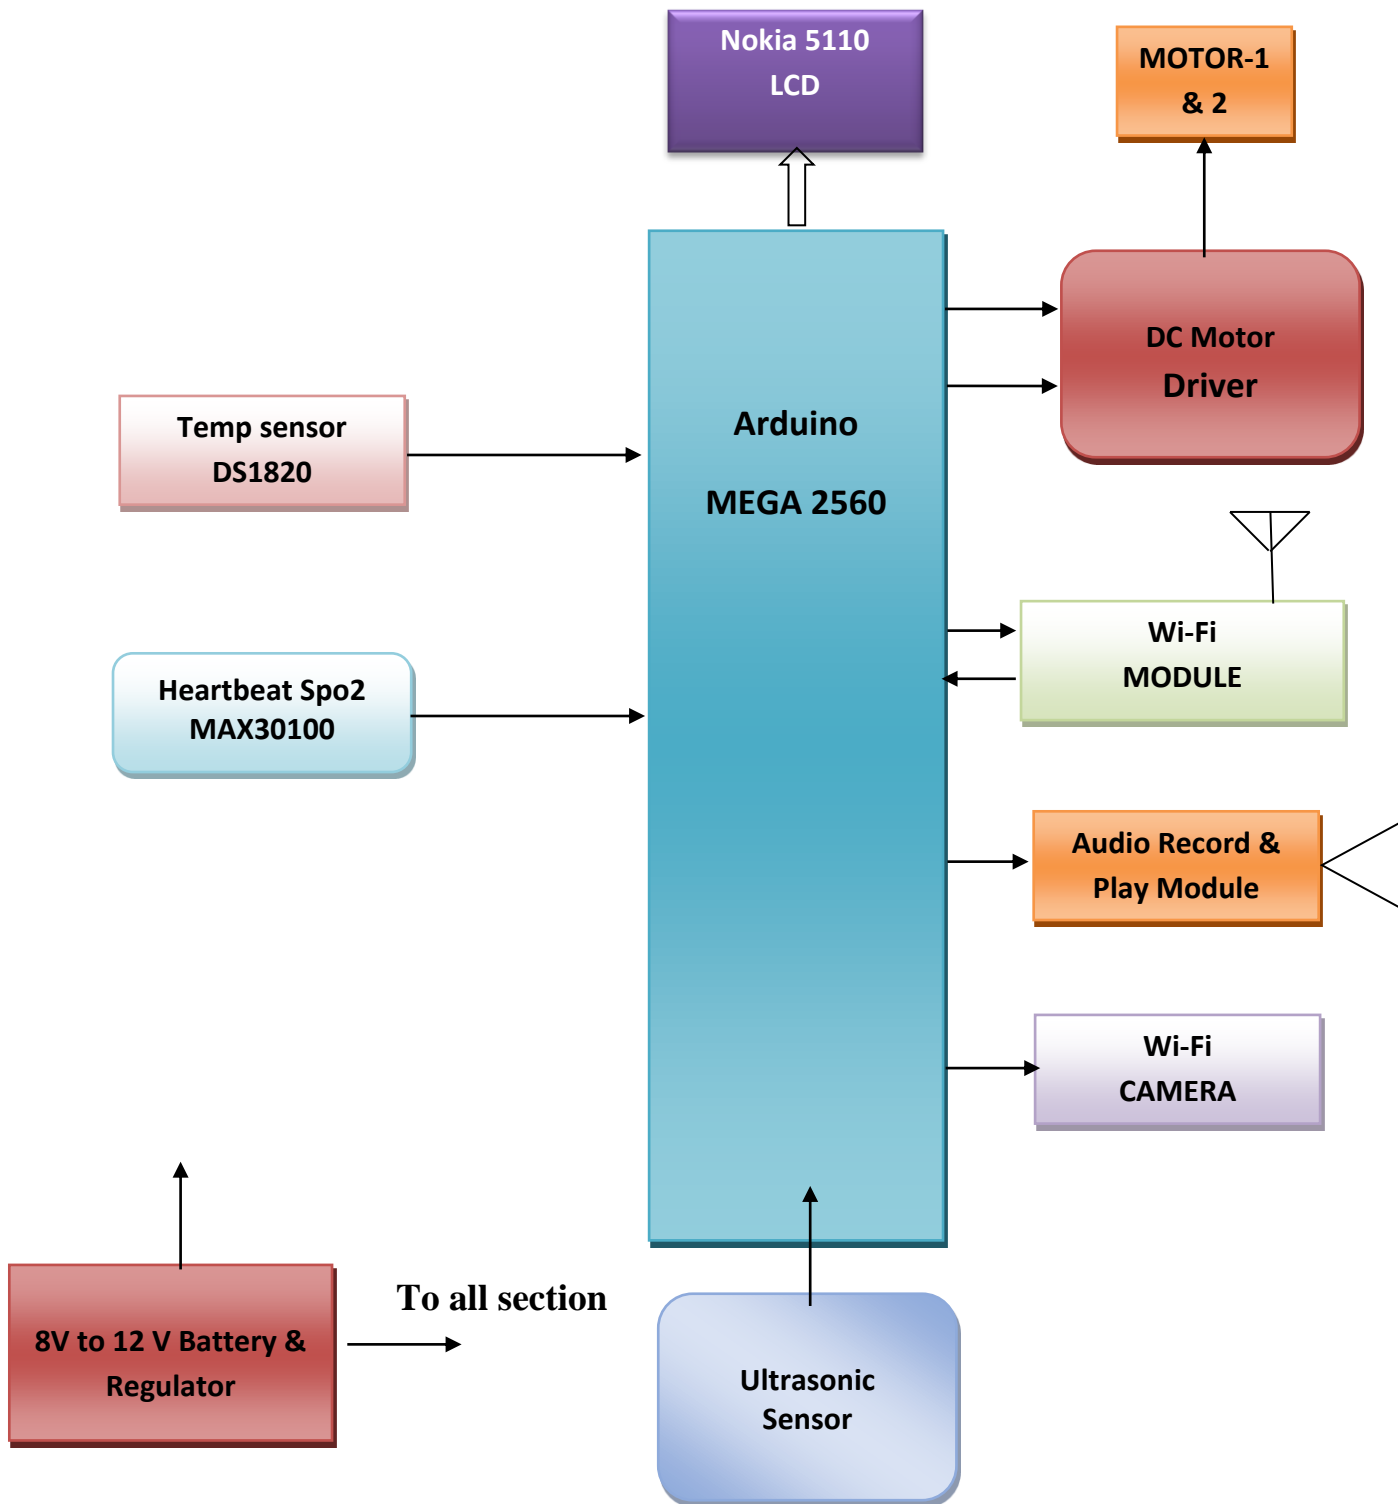 Nokia 5110
LCD
MOTOR-1
& 2
DC Motor
Driver
Arduino
MEGA 2560
Temp sensor
DS1820
Wi-Fi
MODULE
Heartbeat Spo2
MAX30100
Audio Record &
Play Module
Wi-Fi
CAMERA
To all section
8V to 12 V Battery &
Regulator
Ultrasonic
Sensor